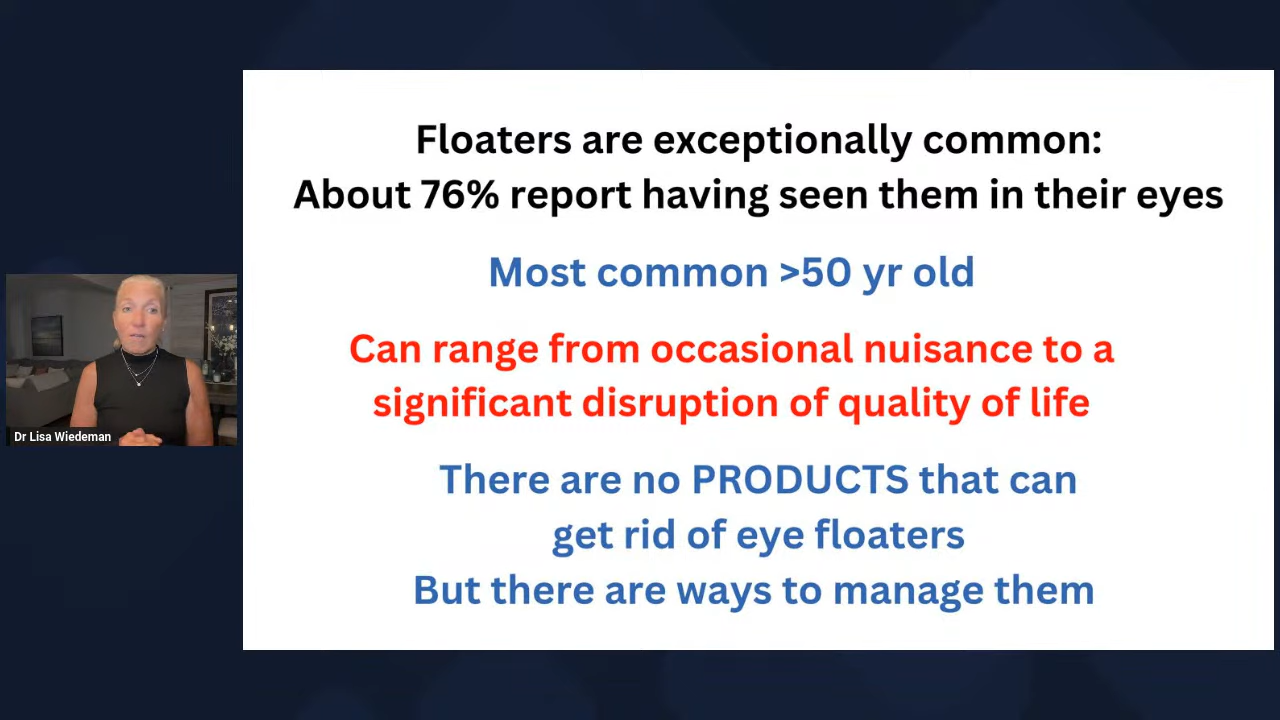 Floaters are exceptionally common:
About 76% report having seen them in their eyes
Most common >50 yr old
Can range from occasional nuisance to a
significant disruption of quality of life
There are no PRODUCTS that can
get rid of eye floaters
But there are ways to manage them
Dr Lisa Wiedeman